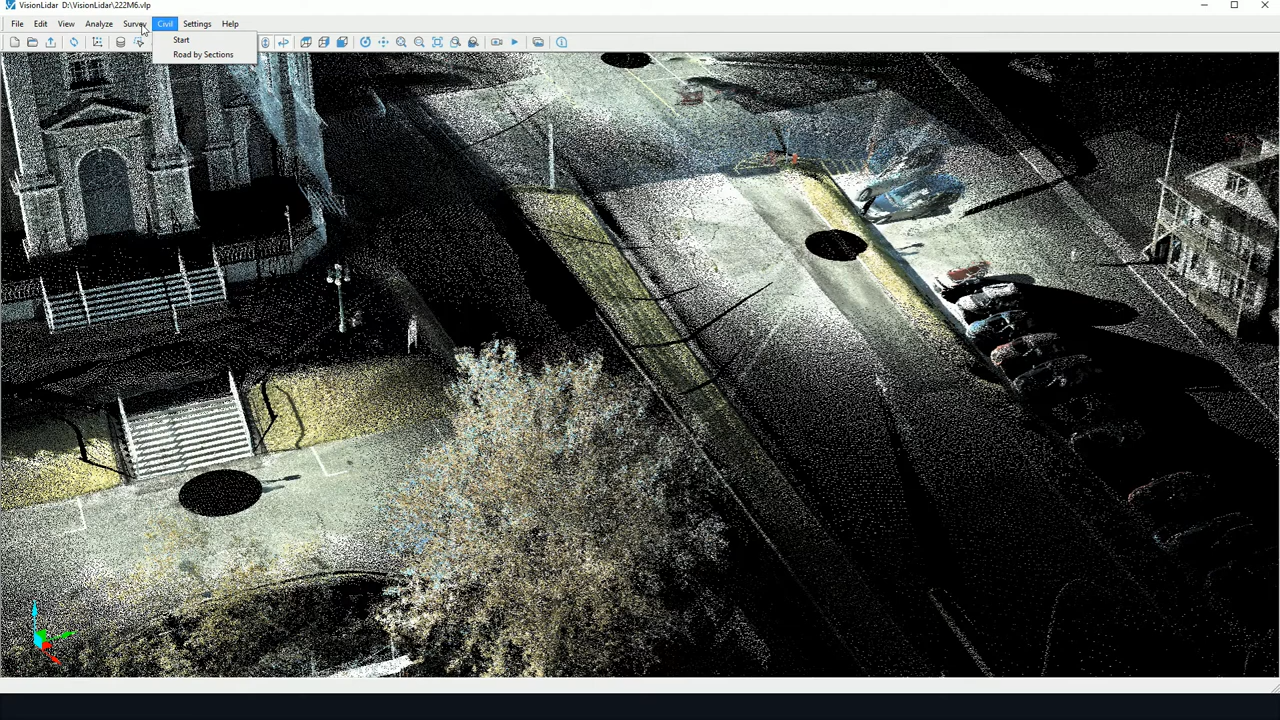 VisionLidar D:\VisionLidar\222M6.vlp
File Edit View Analyze Survey Civil Settings Help
Start
Road by Sections